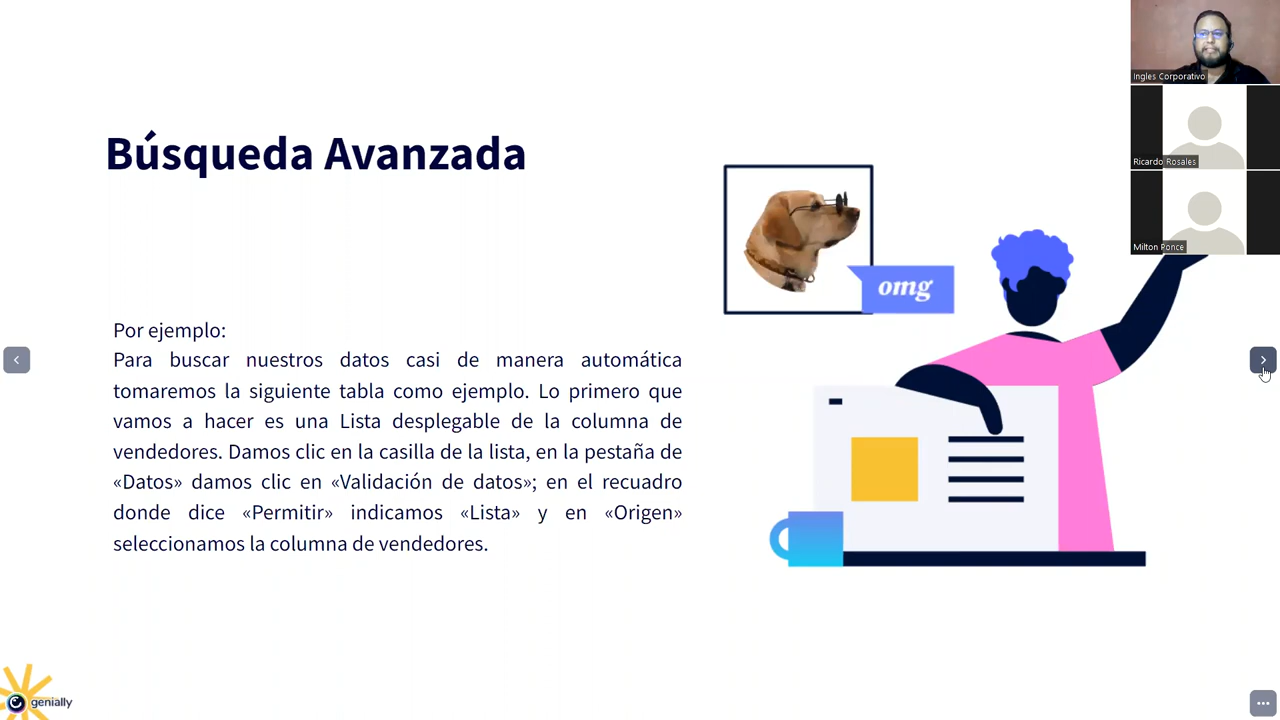 Búsqueda Avanzada
Por ejemplo:
Para buscar nuestros datos casi de manera automática
tomaremos la siguiente tabla como ejemplo. Lo primero que
vamos a hacer es una Lista desplegable de la columna de
vendedores. Damos clic en la casilla de la lista, en la pestaña de
«Datos» damos clic en «Validación de datos»; en el recuadro
donde dice «Permitir» indicamos «Lista» y en «Origen»
seleccionamos la columna de vendedores.
omg
Ingles Corporativo
Ricardo Rosales
Milton Ponce
genially